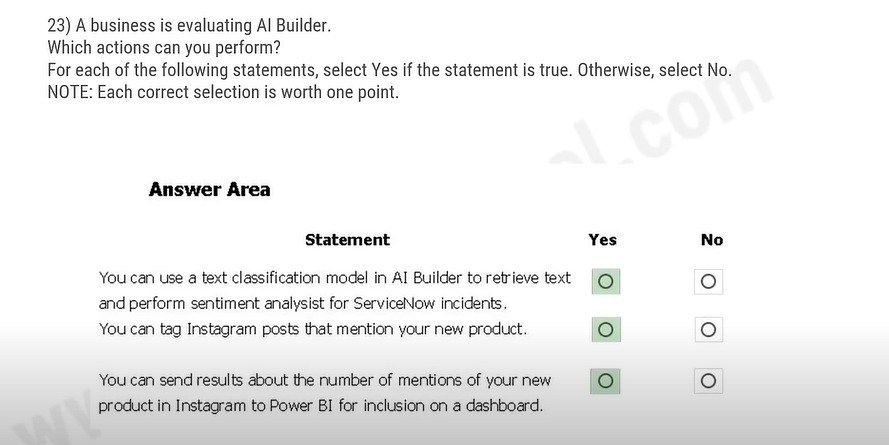 23) A business is evaluating AI Builder.
Which actions can you perform?
For each of the following statements, select Yes if the statement is true. Otherwise, select No.
NOTE: Each correct selection is worth one point.
.com
Answer Area
Statement Yes No
You can use a text classification model in AI Builder to retrieve text
and perform sentiment analysist for ServiceNow incidents.
You can tag Instagram posts that mention your new product.
You can send results about the number of mentions of your new
product in Instagram to Power BI for inclusion on a dashboard.